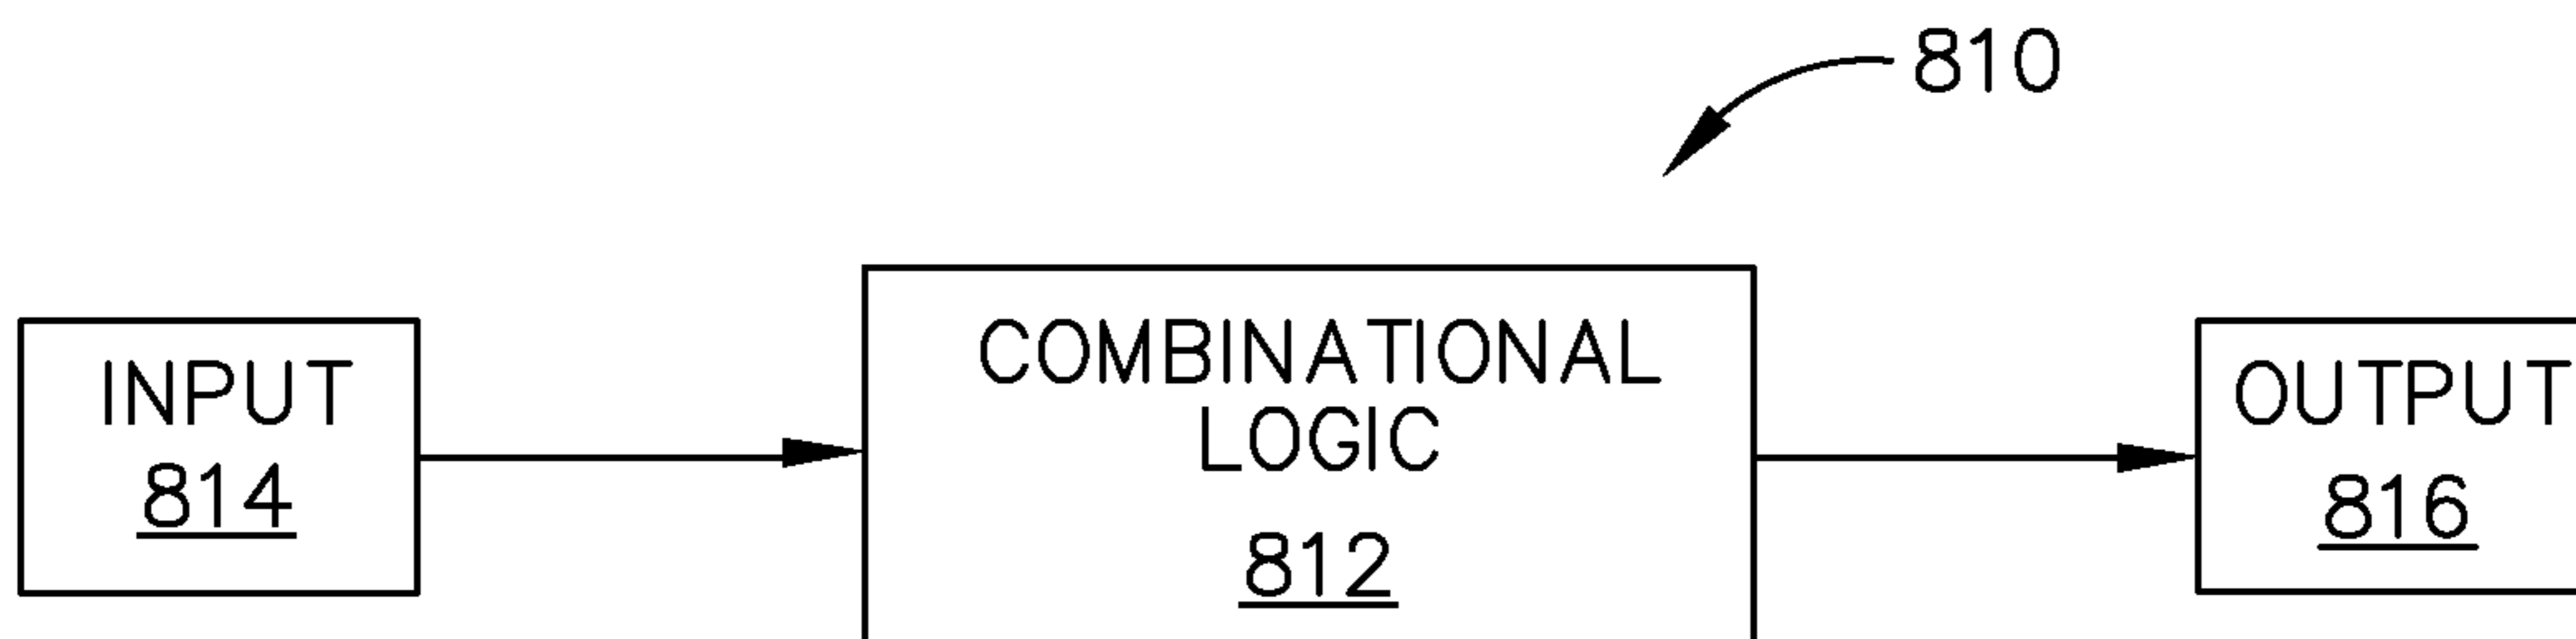 810
INPUT
814
COMBINATIONAL
LOGIC
812
OUTPUT
816